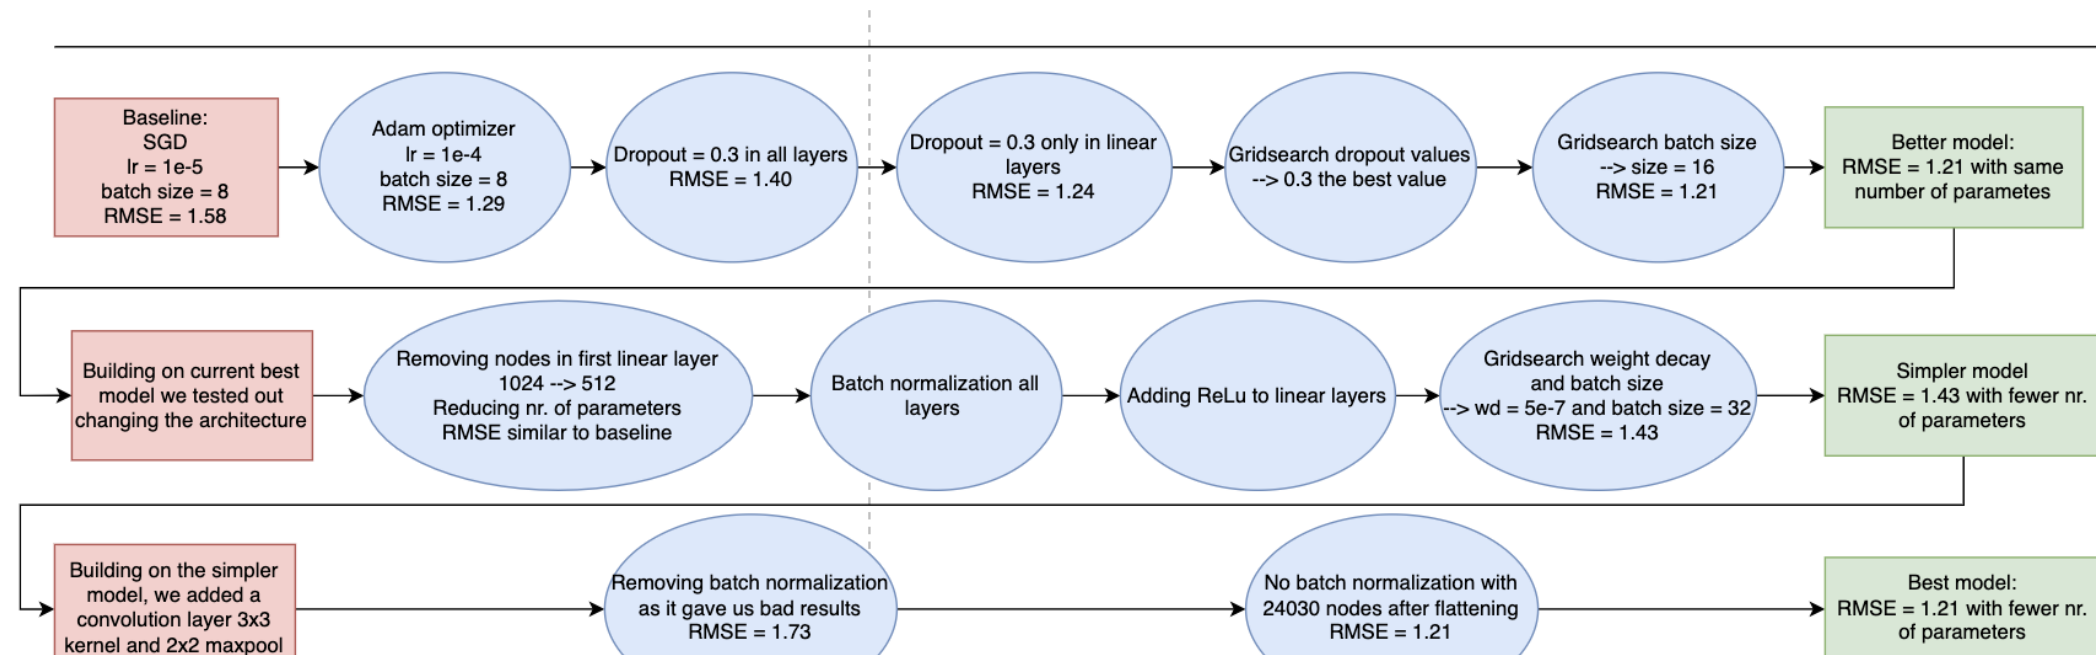 Baseline:
SGD
lr = 1e-5
batch size = 8
RMSE = 1.58
Adam optimizer
lr = 1e-4
batch size = 8
RMSE = 1.29
Dropout = 0.3 in all layers
RMSE = 1.40
Dropout = 0.3 only in linear
layers
RMSE = 1.24
Gridsearch dropout values
--> 0.3 the best value
Gridsearch batch size
--> size = 16
RMSE = 1.21
Better model:
RMSE = 1.21 with same
number of parametes
Building on current best
model we tested out
changing the architecture
Removing nodes in first linear layer
1024 --> 512
Reducing nr. of parameters
RMSE similar to baseline
Batch normalization all
layers
Adding ReLu to linear layers
Gridsearch weight decay
and batch size
--> wd = 5e-7 and batch size = 32
RMSE = 1.43
Simpler model
RMSE = 1.43 with fewer nr.
of parameters
Building on the simpler
model, we added a
convolution layer 3x3
kernel and 2x2 maxpool
Removing batch normalization
as it gave us bad results
RMSE = 1.73
No batch normalization with
24030 nodes after flattening
RMSE = 1.21
Best model:
RMSE = 1.21 with fewer nr.
of parameters